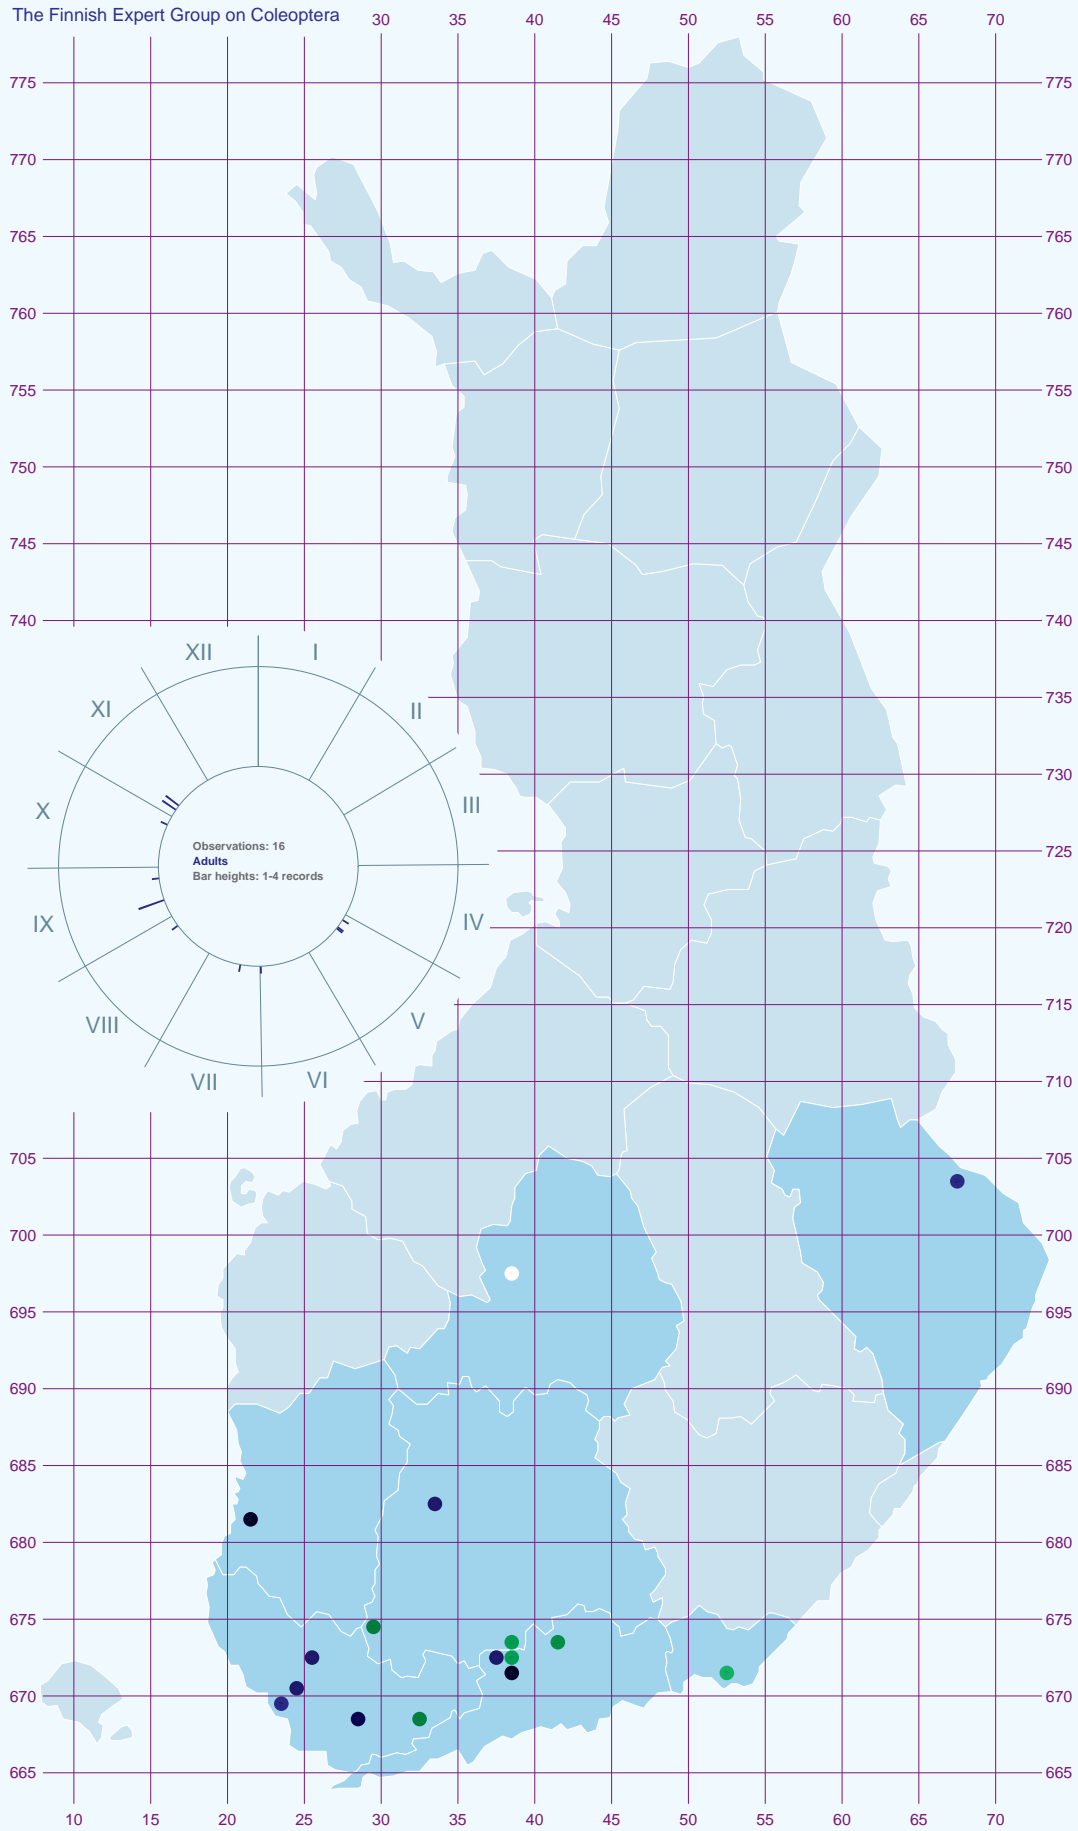 The Finnish Expert Group on Coleoptera 30 35 40 45 50 55 60 65 70
775 775
770 770
765 765
760 760
755 755
750 750
745 745
740 740
XII I
XI II
735
730
X III
725
Observations: 16
Adults
Bar heights: 1-4 records
IX IV
720
715
VIII V
VII VI
710
705 705
700 700
695 695
690 690
685 685
680 680
675 675
670 670
665 665
10 15 20 25 30 35 40 45 50 55 60 65 70